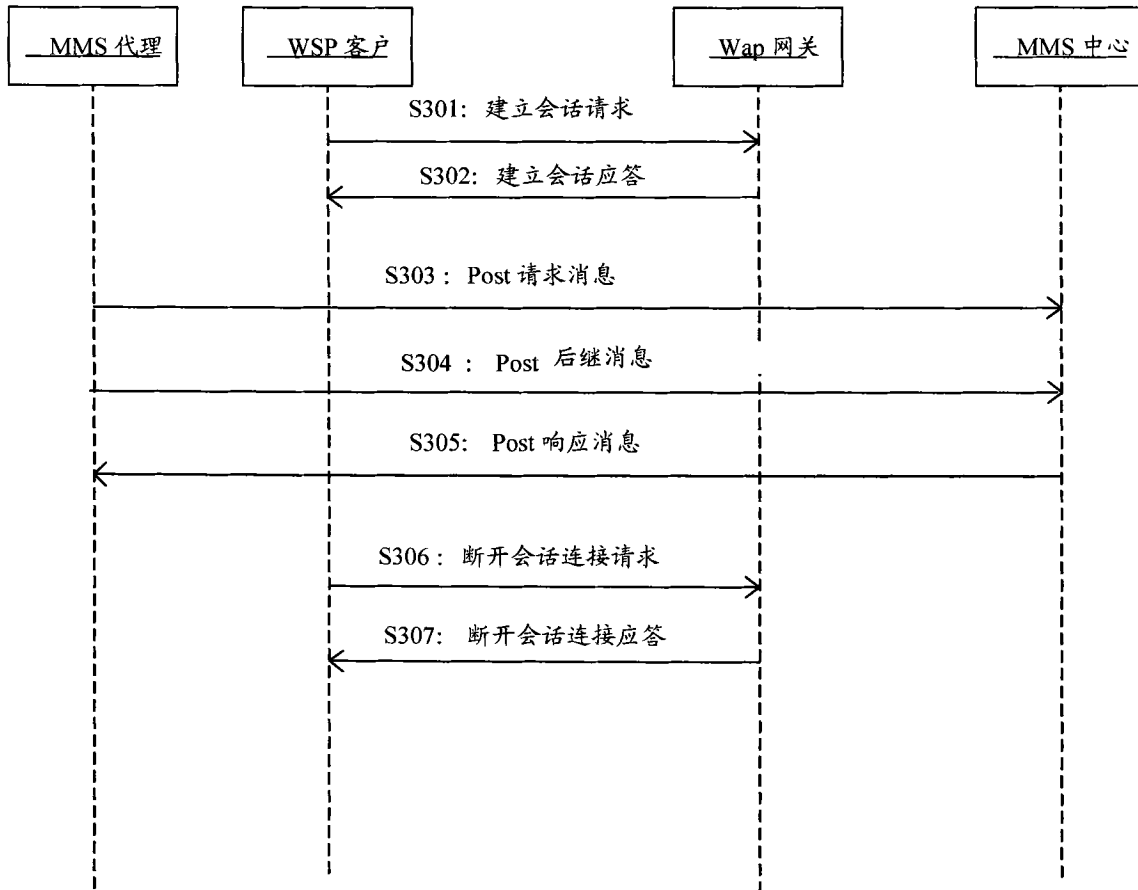 MMS 代理
WSP 客户
Wap 网关
MMS 中心
S301: 建立会话请求
S302: 建立会话应答
S303 : Post 请求消息
S304 : Post 后继消息
S305: Post 响应消息
S306 : 断开会话连接请求
S307: 断开会话连接应答